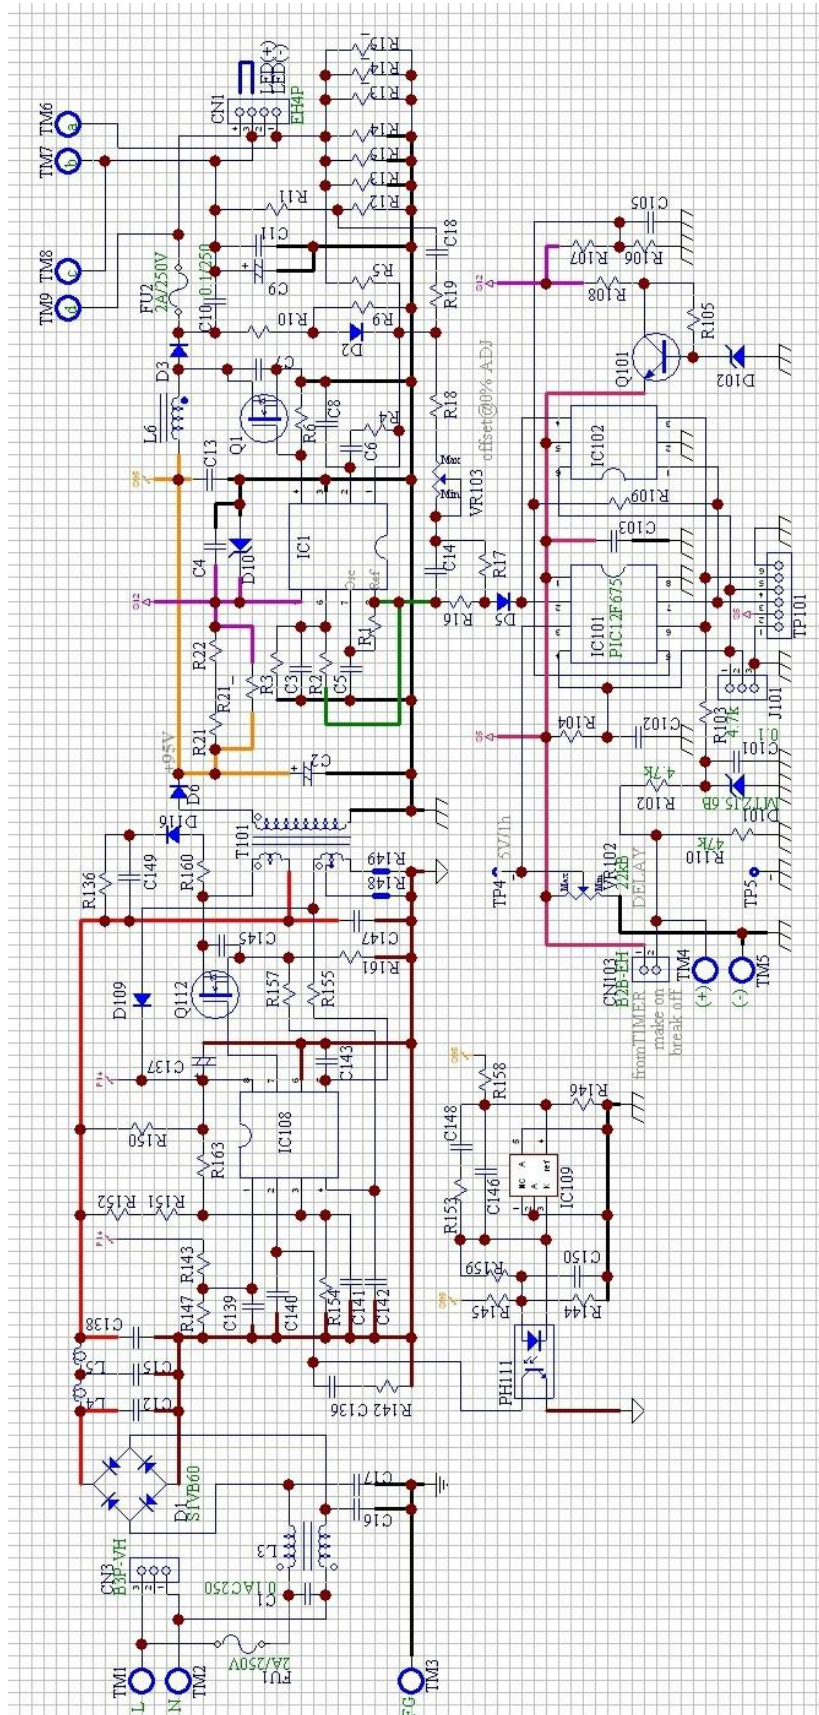 R15_
R14_
R13_
LED(+)
LED(-)
CN1
EH4P
R14
R15
R13
R12
R11
TM6
a
TM7
b
TM8
c
TM9
d
FU2
2A/250V
C10
0.1/250
C11
C9
R10
R5
R9
D2
C18
R19
C105
R107
R106
R108
R105
Q101
D102
D3
L6
Q1
C7
R6
C8
C6
R4
R18
offset@0% ADJ
Max
Min
VR103
C13
IC1
Osc
Ref
C4
D10
C14
R17
R16
D5
IC102
R109
C103
IC101
PIC12F675
TP101
J101
R22
R21_
R21
R3
C3
R2
C5
R1
R104
C102
R103
4.7k
0.1
C101
+95V
C2
D6
R102
4.7k
MTZJ5.6B
D101
47k
R110
D116
T101
R149
R148
R136
C149
R160
TP4
5V/1h
Max
Min
VR102
22kB
DELAY
TP5
C145
C147
R161
Q112
R157
R155
D109
C137
C143
CN103
B2B-EH
TM4
(+)
TM5
(-)
from TIMER
make on
break off
IC108
R150
R163
R158
R146
C148
C146
R153
NC
A
A
K
ref
IC109
R152
R151
R143
R147
C139
C140
R154
C141
C142
R159
C150
R145
R144
C138
L5
C15
L4
C12
C136
R142
PH111
D1
S1VB60
C17
C16
L3
CN3
B3P-VH
C1
0.1AC250
FU1
2A/250V
TM1
L
TM2
N
TM3